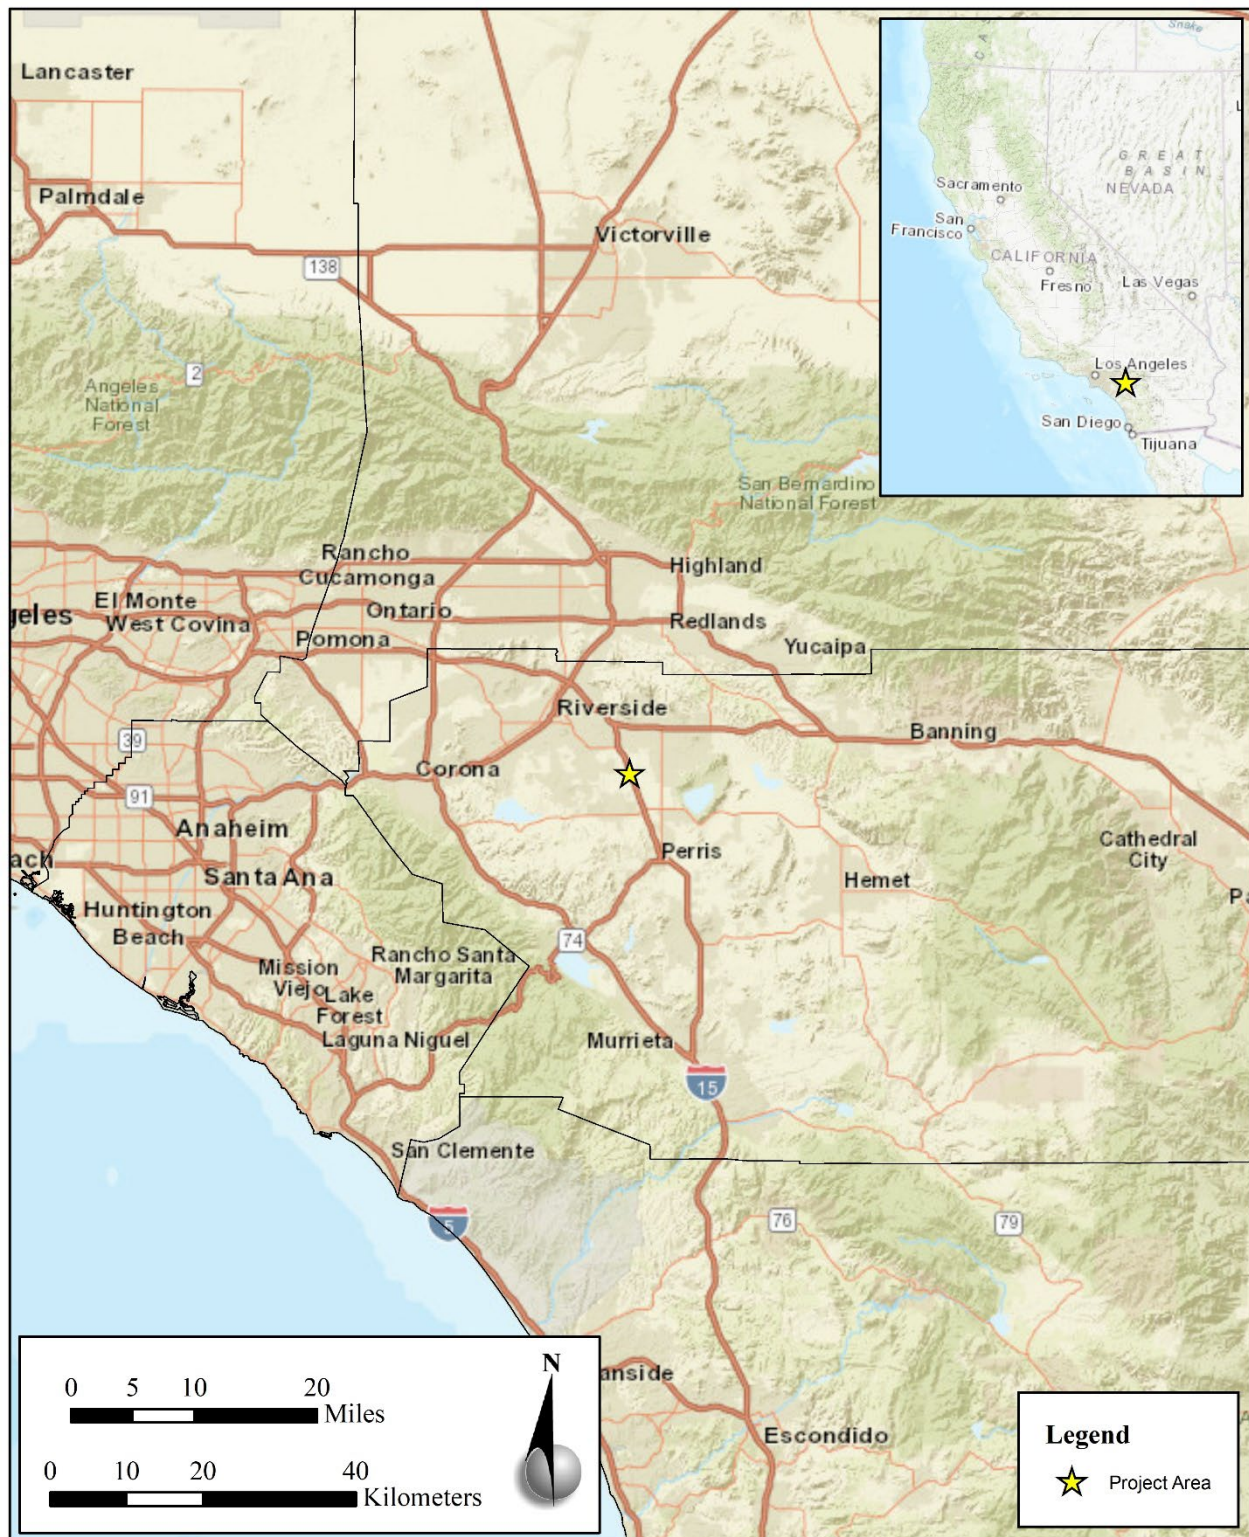 Lancaster
Palmdale
138
Victorville
2
Angeles
National
Forest
San Bernardino
National Forest
Rancho
Cucamonga
Highland
El Monte
Ontario
geles
West Covina
Redlands
Pomona
Yucaipa
Riverside
39
Banning
Corona
91
Anaheim
Cathedral
City
ach
Perris
Santa Ana
Hemet
Huntington
Beach
74
Rancho Santa
Margarita
Mission
Viejo
Lake
Forest
Laguna Niguel
Murrieta
15
San Clemente
5
76
79
anside
Escondido
Snake
GREAT
BASIN
NEVADA
Sacramento
San
Francisco
CALIFORNIA
Fresno
Las Vegas
Los Angeles
San Diego
Tijuana
0 5 10 20
Miles
0 10 20 40
Kilometers
N
Legend
Project Area